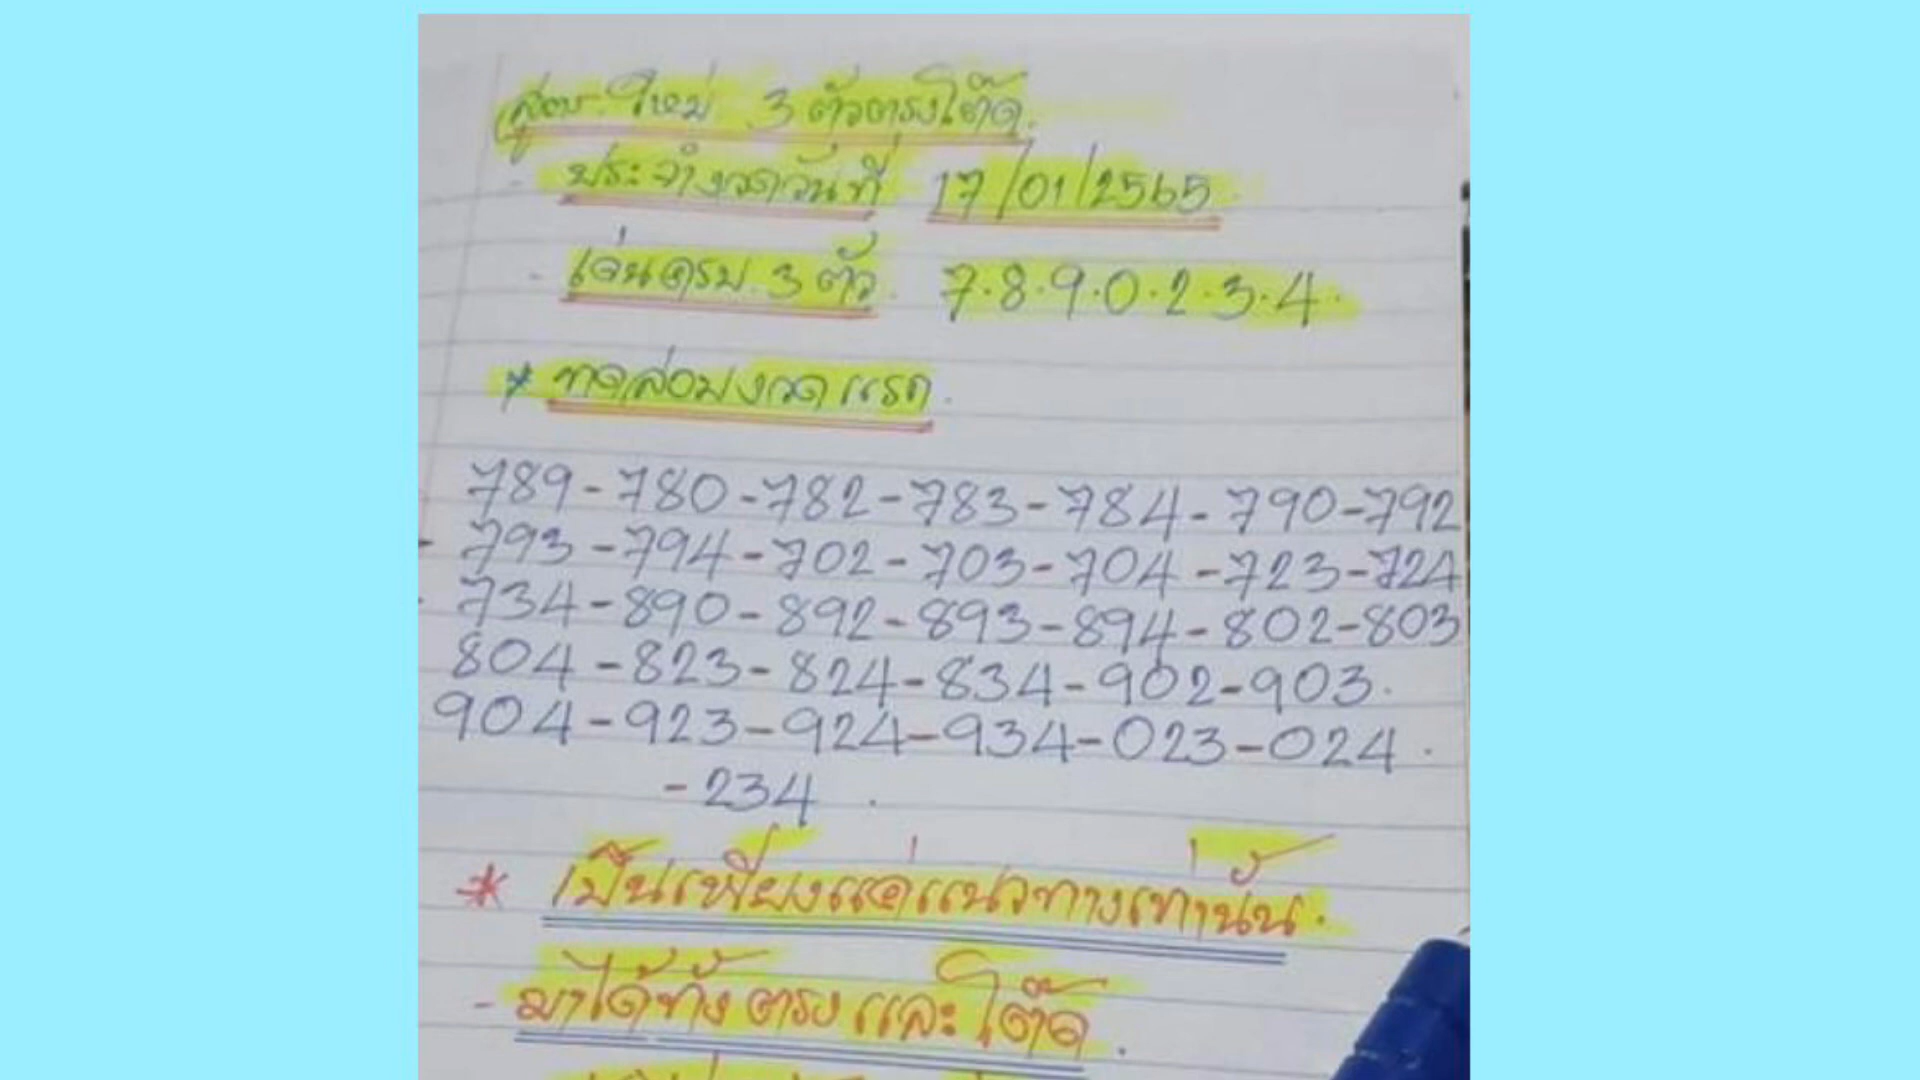 สูตรใหม่ 3 ตัวตรงโต๊ด.
- ประจำงวดวันที่ 17/01/2565
- เด่นครบ 3 ตัว. 7.8.9.0.2.3.4.
* ทดสอบงวดแรก.
789-780-782-783-784-790-792
- 793-794-702-703-704-723-724
- 734-890-892-893-894-802-803
804-823-824-834-902-903.
904-923-924-934-023-024.
-234.
* เป็นเพียงแค่แนวทางเท่านั้น.
- มาได้ทั้งตรงและโต๊ด.